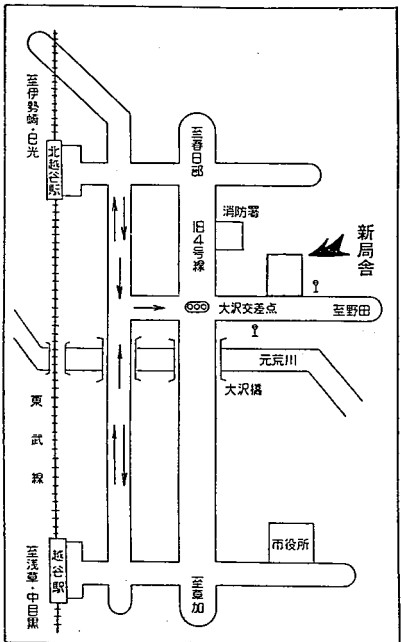 至伊勢崎・日光
北越谷駅
至春日部
旧4号線
消防署
新局舎
大沢交差点
至野田
元荒川
大沢橋
東武線
市役所
越谷駅
至浅草・中目黒
至草加